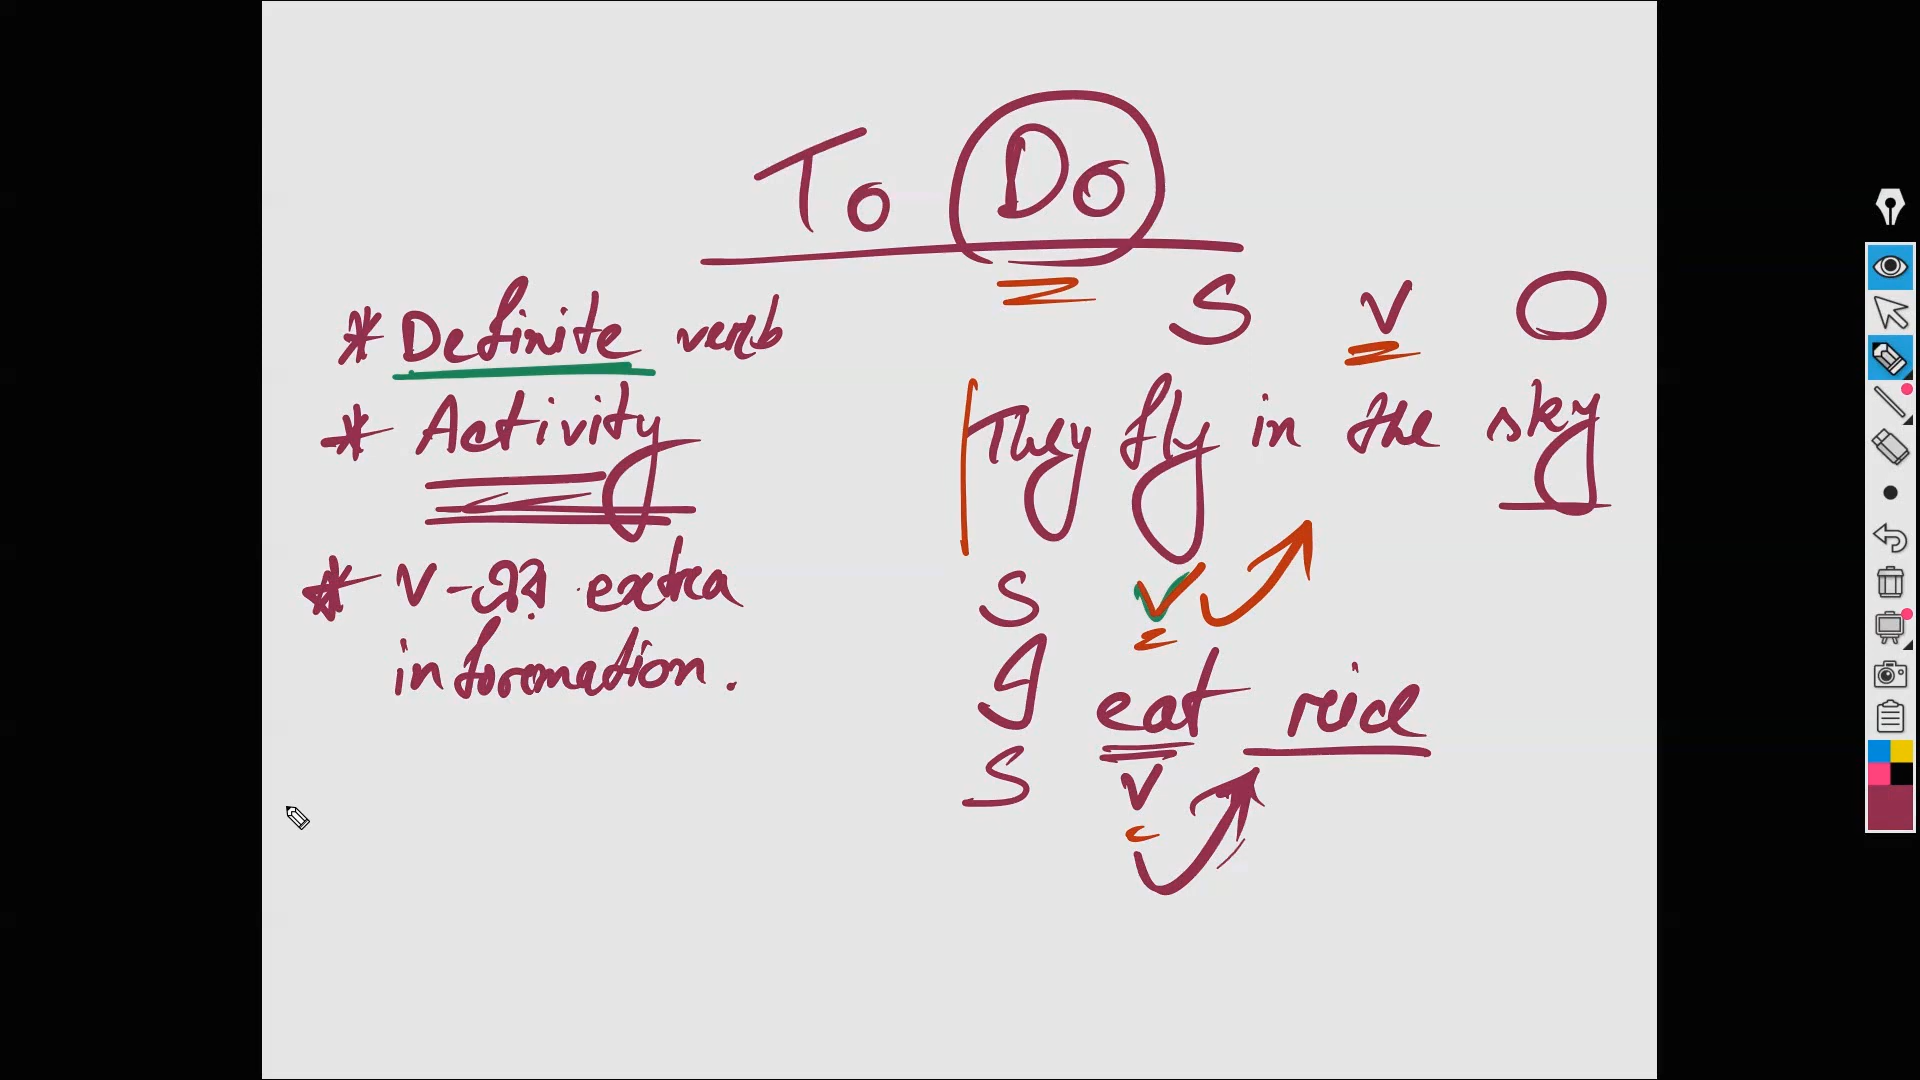 To Do
S V O
* Definite verb
* Activity
They fly in the sky
* V-এর extra
information.
S V
I eat rice
S V